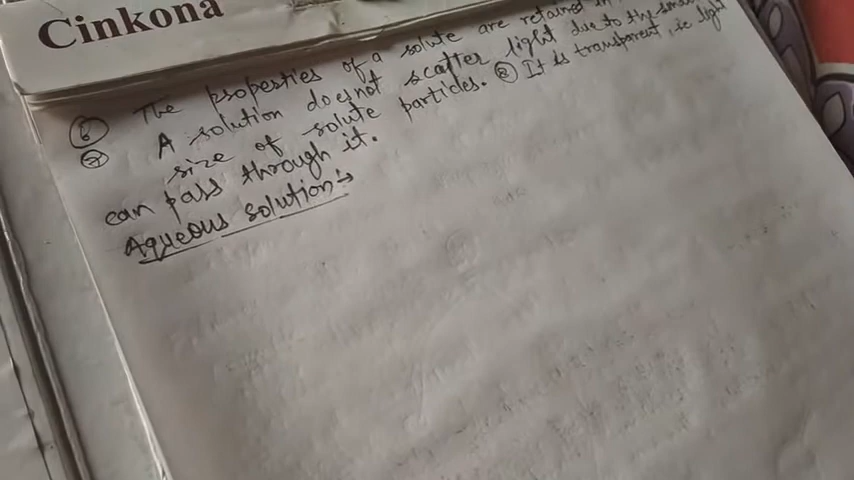 Cinkona
⑥ The properties of a solute are retained in
⑦ A solution doesnot scatter light due to the small
size of solute particles. ⑧ It is transparent, ie light
can pass through it.
Aqueous solution:→